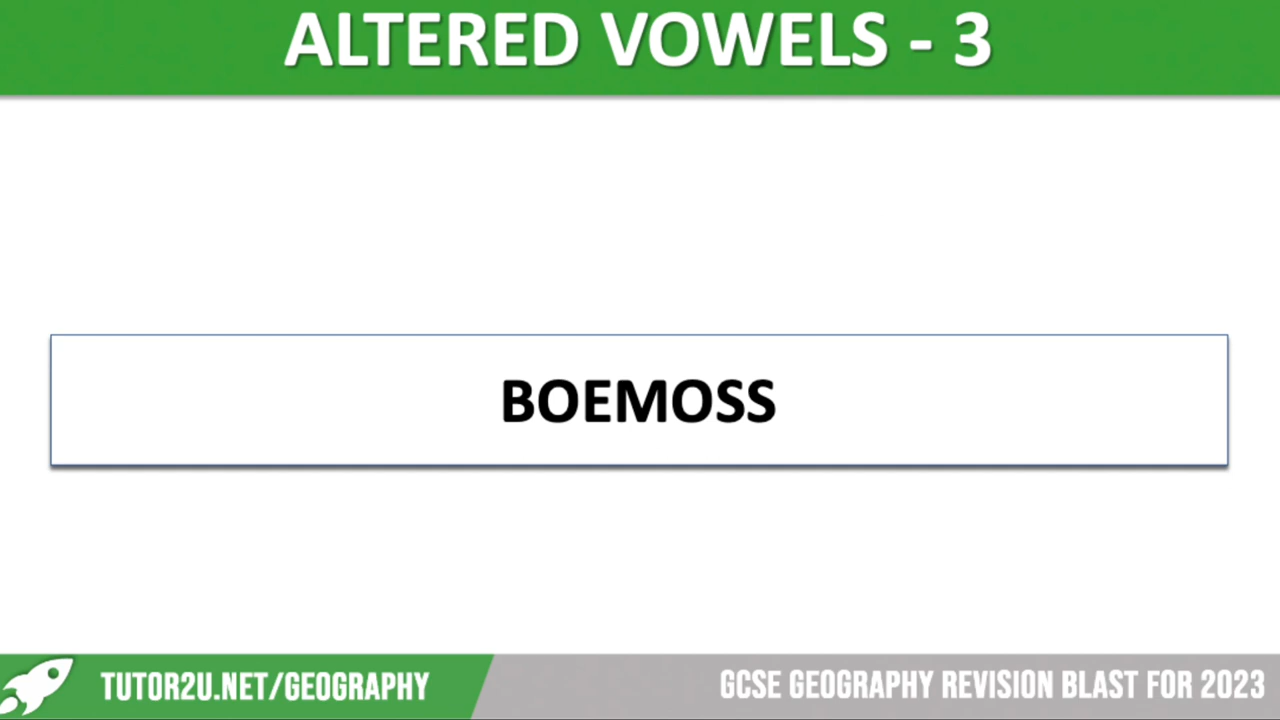 ALTERED VOWELS - 3
BOEMOSS
TUTOR2U.NET/GEOGRAPHY
GCSE GEOGRAPHY REVISION BLAST FOR 2023